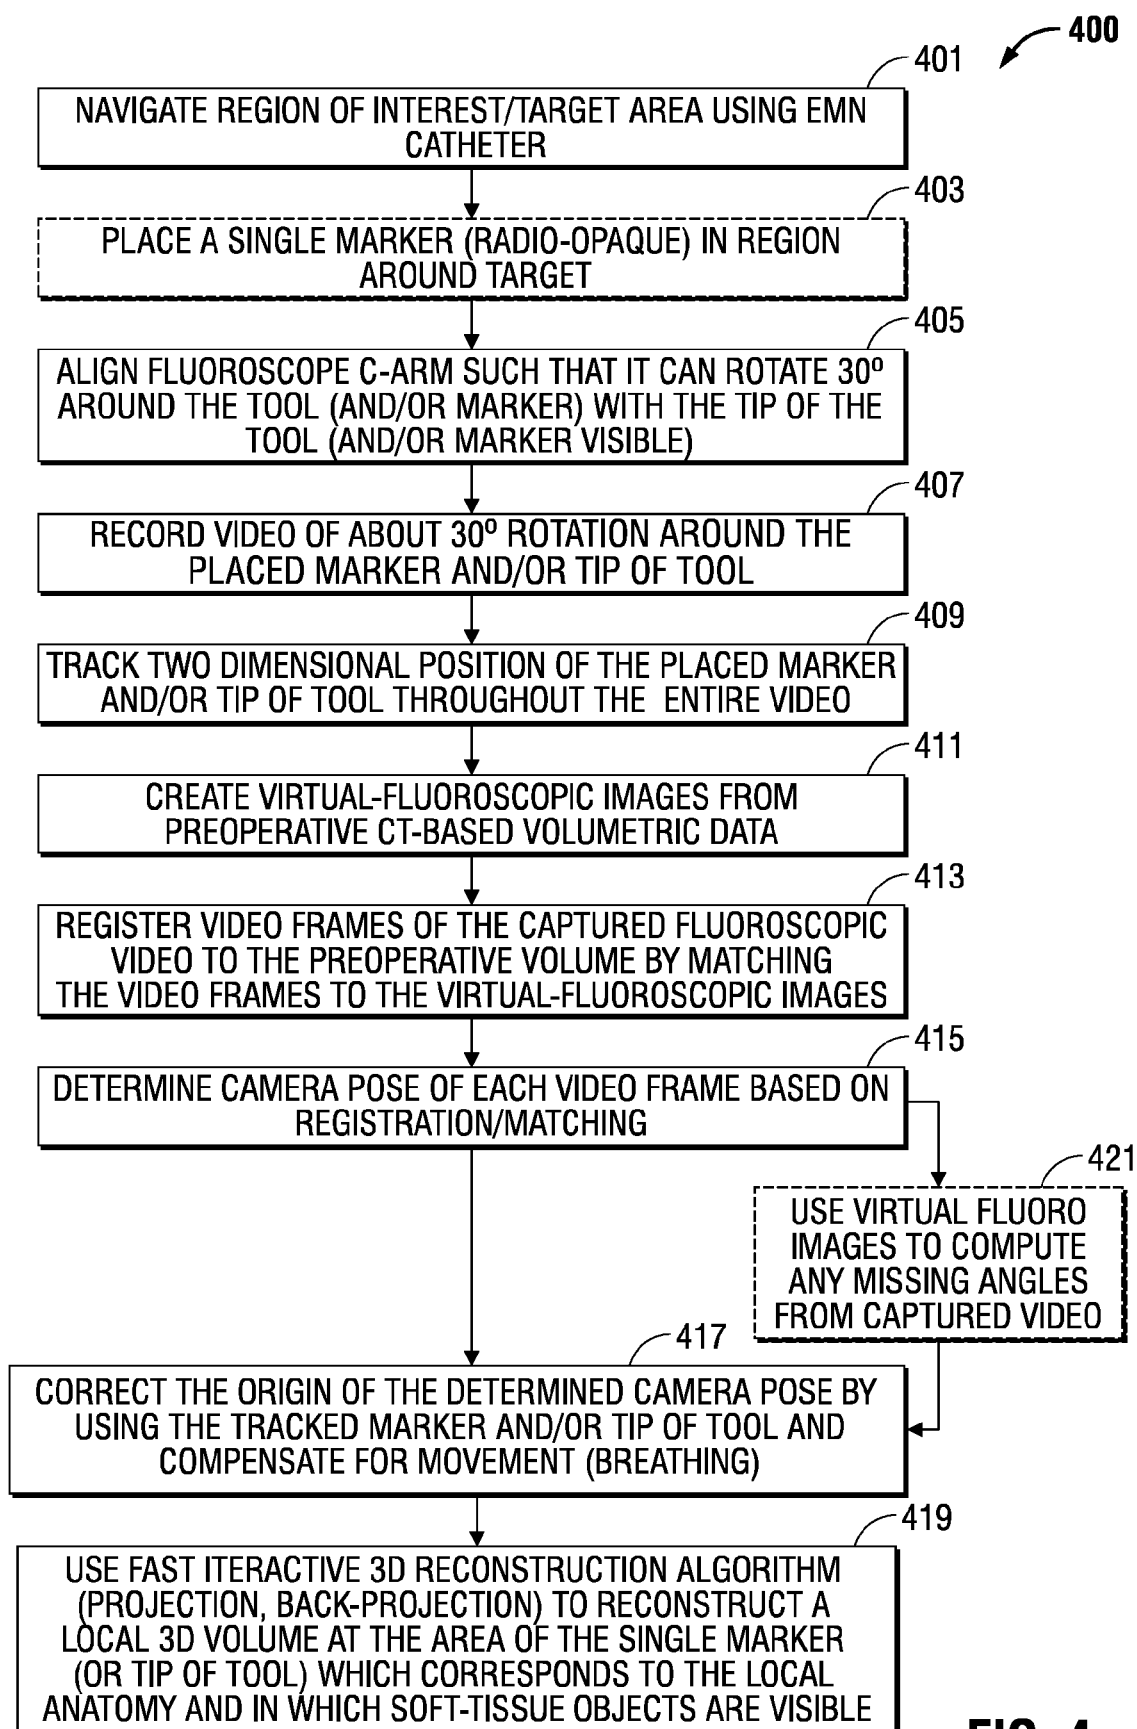 400
401
NAVIGATE REGION OF INTEREST/TARGET AREA USING EMN
CATHETER
403
PLACE A SINGLE MARKER (RADIO-OPAQUE) IN REGION
AROUND TARGET
405
ALIGN FLUOROSCOPE C-ARM SUCH THAT IT CAN ROTATE 30º
AROUND THE TOOL (AND/OR MARKER) WITH THE TIP OF THE
TOOL (AND/OR MARKER VISIBLE)
407
RECORD VIDEO OF ABOUT 30º ROTATION AROUND THE
PLACED MARKER AND/OR TIP OF TOOL
409
TRACK TWO DIMENSIONAL POSITION OF THE PLACED MARKER
AND/OR TIP OF TOOL THROUGHOUT THE ENTIRE VIDEO
411
CREATE VIRTUAL-FLUOROSCOPIC IMAGES FROM
PREOPERATIVE CT-BASED VOLUMETRIC DATA
413
REGISTER VIDEO FRAMES OF THE CAPTURED FLUOROSCOPIC
VIDEO TO THE PREOPERATIVE VOLUME BY MATCHING
THE VIDEO FRAMES TO THE VIRTUAL-FLUOROSCOPIC IMAGES
415
DETERMINE CAMERA POSE OF EACH VIDEO FRAME BASED ON
REGISTRATION/MATCHING
421
USE VIRTUAL FLUORO
IMAGES TO COMPUTE
ANY MISSING ANGLES
FROM CAPTURED VIDEO
417
CORRECT THE ORIGIN OF THE DETERMINED CAMERA POSE BY
USING THE TRACKED MARKER AND/OR TIP OF TOOL AND
COMPENSATE FOR MOVEMENT (BREATHING)
419
USE FAST ITERACTIVE 3D RECONSTRUCTION ALGORITHM
(PROJECTION, BACK-PROJECTION) TO RECONSTRUCT A
LOCAL 3D VOLUME AT THE AREA OF THE SINGLE MARKER
(OR TIP OF TOOL) WHICH CORRESPONDS TO THE LOCAL
ANATOMY AND IN WHICH SOFT-TISSUE OBJECTS ARE VISIBLE
FIG. 4